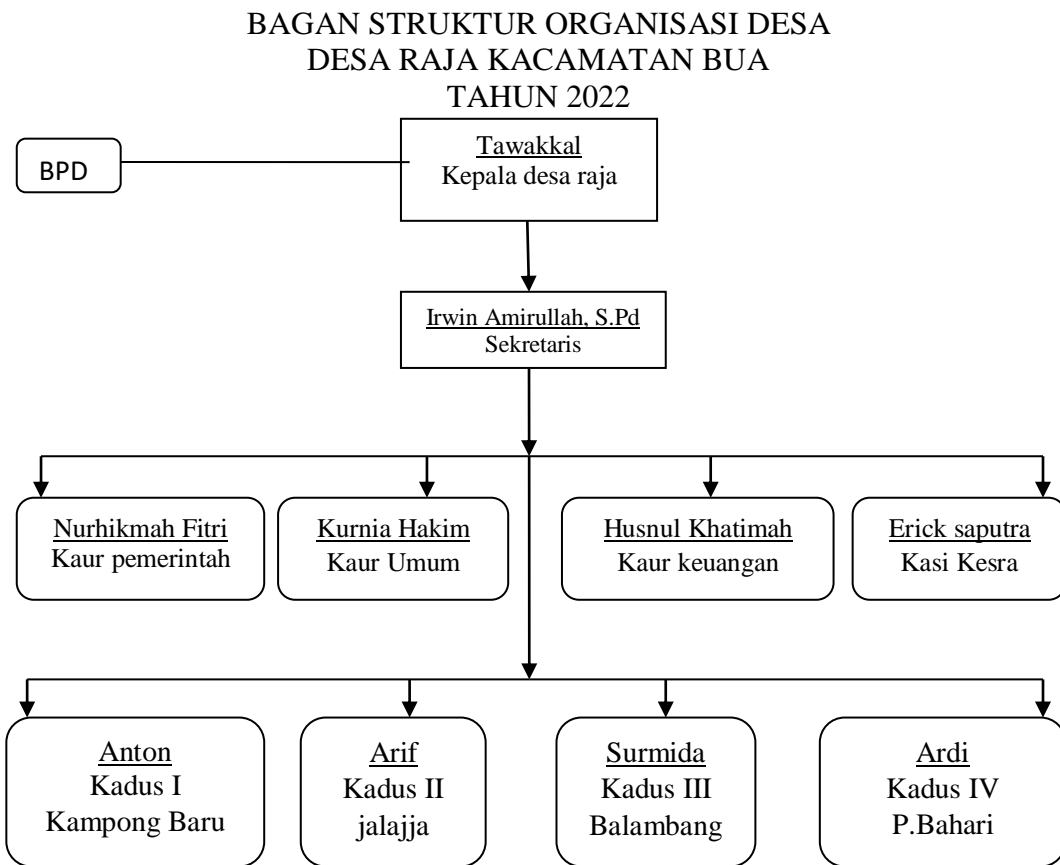 BAGAN STRUKTUR ORGANISASI DESA
DESA RAJA KACAMATAN BUA
TAHUN 2022
BPD
Tawakkal
Kepala desa raja
Irwin Amirullah, S.Pd
Sekretaris
Nurhikmah Fitri
Kaur pemerintah
Kurnia Hakim
Kaur Umum
Husnul Khatimah
Kaur keuangan
Erick saputra
Kasi Kesra
Anton
Kadus I
Kampong Baru
Arif
Kadus II
jalajja
Surmida
Kadus III
Balambang
Ardi
Kadus IV
P.Bahari